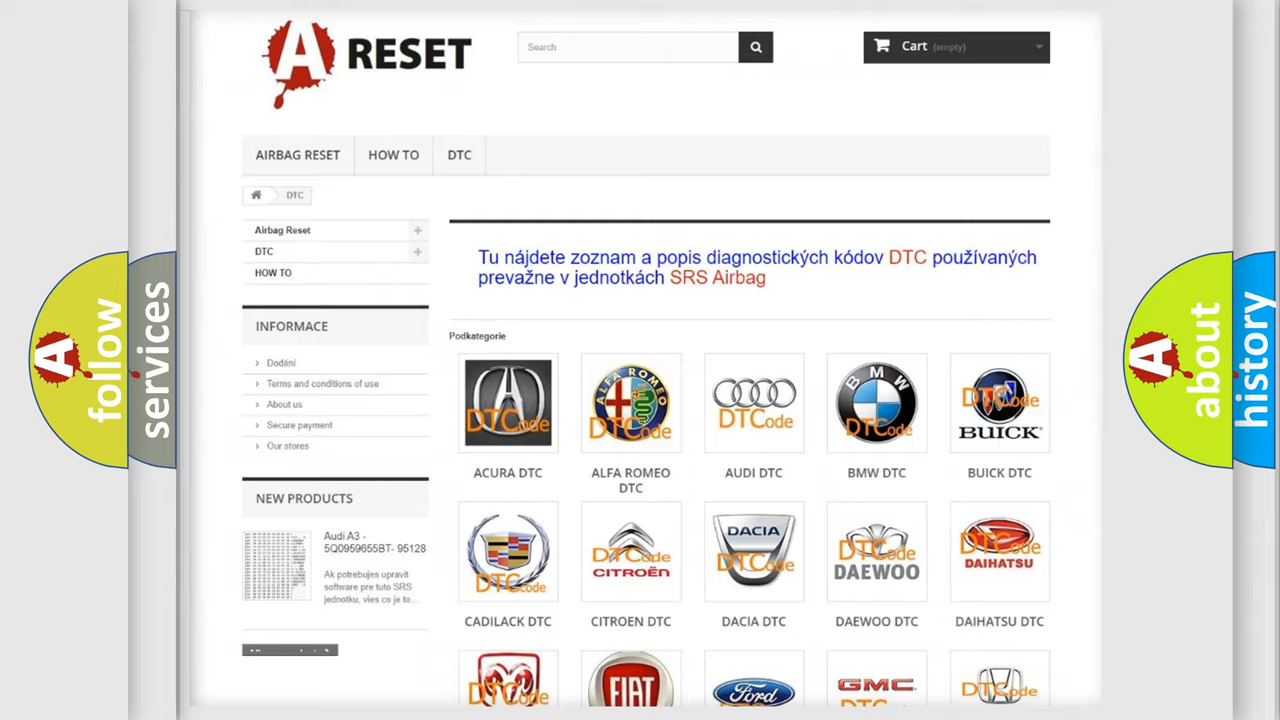 A RESET
Search
Cart (empty)
AIRBAG RESET
HOW TO
DTC
DTC
Airbag Reset
DTC
HOW TO
INFORMACE
Dodání
Terms and conditions of use
About us
Secure payment
Our stores
NEW PRODUCTS
Audi A3 -
5Q0959655BT- 95128
Ak potrebujes upravit
software pre tuto SRS
jednotku, vies co je to...
Tu nájdete zoznam a popis diagnostických kódov DTC používaných
prevažne v jednotkách SRS Airbag
Podkategorie
DTCode
ALFA ROMEO
DTCode
DTCode
BMW
DTCode
DTCode
BUICK
ACURA DTC
ALFA ROMEO
DTC
AUDI DTC
BMW DTC
BUICK DTC
DTCode
DTCode
CITROËN
DACIA
DTCode
DTCode
DAEWOO
DTCode
DAIHATSU
CADILACK DTC
CITROEN DTC
DACIA DTC
DAEWOO DTC
DAIHATSU DTC
DTCode
FIAT
Ford
GMC
DTCode
A follow
services
A about
history